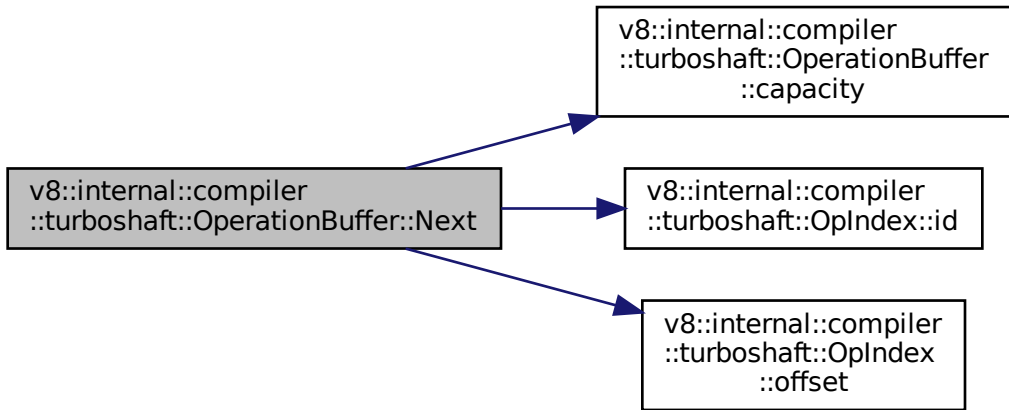 v8::internal::compiler
::turboshaft::OperationBuffer
::capacity
v8::internal::compiler
::turboshaft::OperationBuffer::Next
v8::internal::compiler
::turboshaft::OpIndex::id
v8::internal::compiler
::turboshaft::OpIndex
::offset